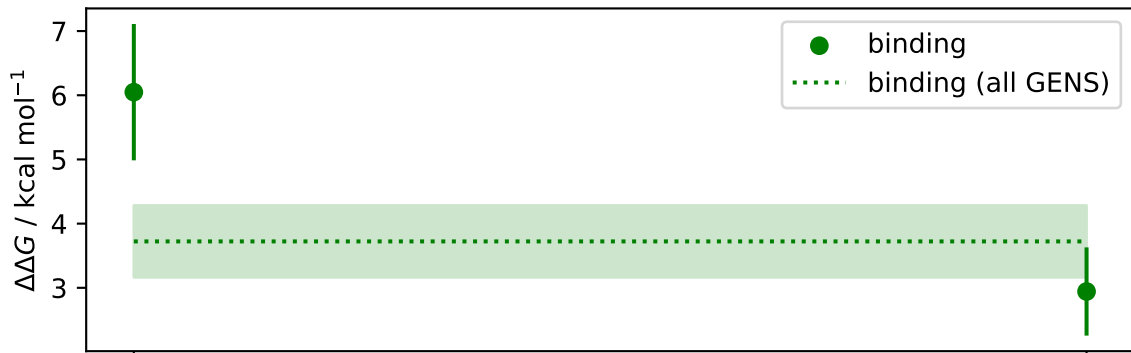 7
6
5
4
3
ΔΔG / kcal mol⁻¹
binding
binding (all GENS)